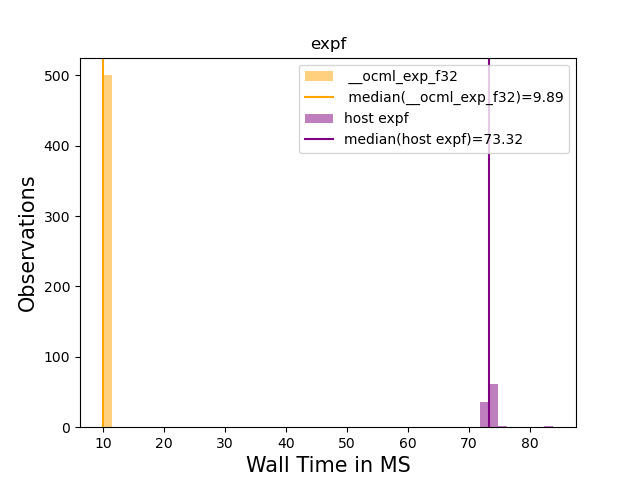 expf
500
400
300
200
100
0
Observations
__ocml_exp_f32
median(__ocml_exp_f32)=9.89
host expf
median(host expf)=73.32
10 20 30 40 50 60 70 80
Wall Time in MS